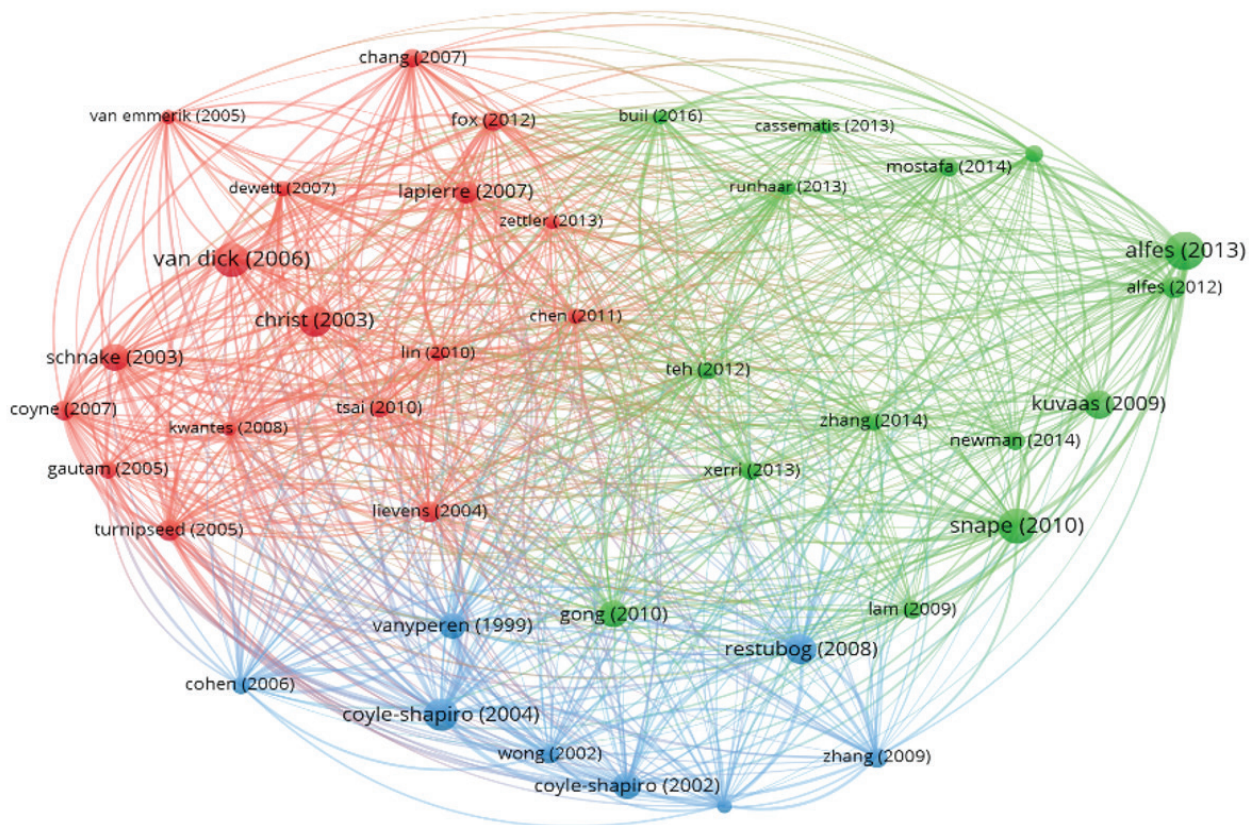 chang (2007)
van emmerik (2005)
fox (2012)
buil (2016)
cassematis (2013)
mostafa (2014)
dewett (2007)
lapierre (2007)
runhaar (2013)
zettler (2013)
van dick (2006)
alfes (2013)
alfes (2012)
christ (2003)
chen (2011)
schnake (2003)
lin (2010)
teh (2012)
coyne (2007)
tsai (2010)
kuvaas (2009)
kwantes (2008)
zhang (2014)
newman (2014)
gautam (2005)
xerri (2013)
turnipseed (2005)
lievens (2004)
snape (2010)
vanyperen (1999)
gong (2010)
lam (2009)
restubog (2008)
cohen (2006)
coyle-shapiro (2004)
wong (2002)
zhang (2009)
coyle-shapiro (2002)